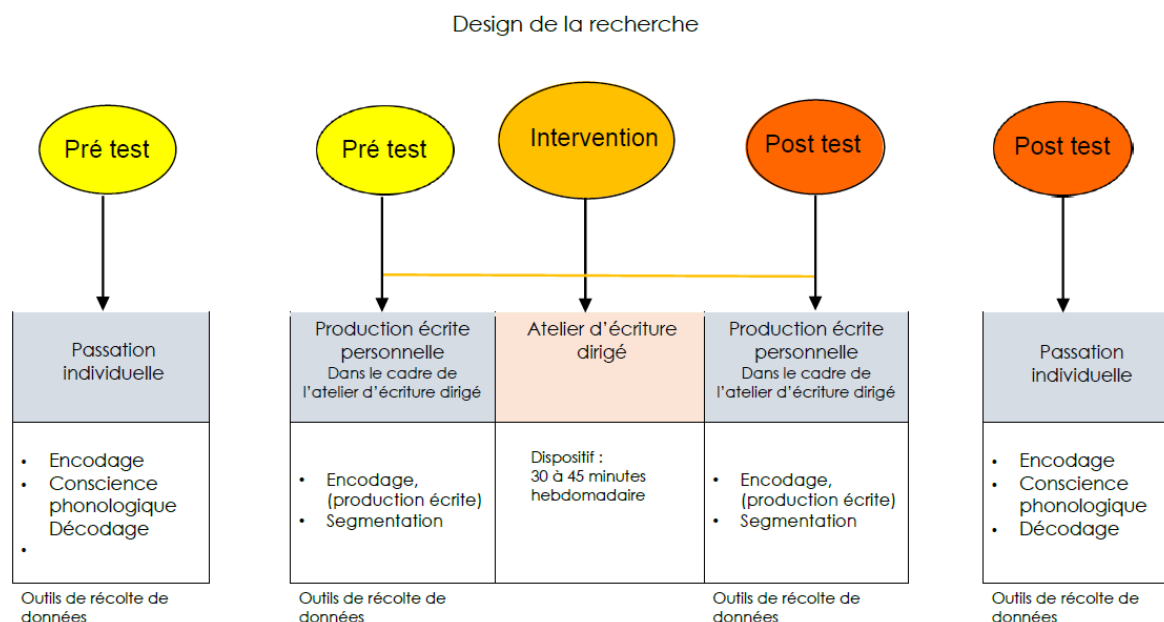 Design de la recherche
Pré test
Pré test
Intervention
Post test
Post test
Passation
individuelle
Production écrite
personnelle
Dans le cadre de
l'atelier d'écriture dirigé
Atelier d'écriture
dirigé
Production écrite
personnelle
Dans le cadre de
l'atelier d'écriture dirigé
Passation
individuelle
• Encodage
• Conscience
phonologique
Décodage
•
• Encodage,
(production écrite)
• Segmentation
Dispositif :
30 à 45 minutes
hebdomadaire
• Encodage,
(production écrite)
• Segmentation
• Encodage
• Conscience
phonologique
• Décodage
Outils de récolte de
données
Outils de récolte de
données
Outils de récolte de
données
Outils de récolte de
données